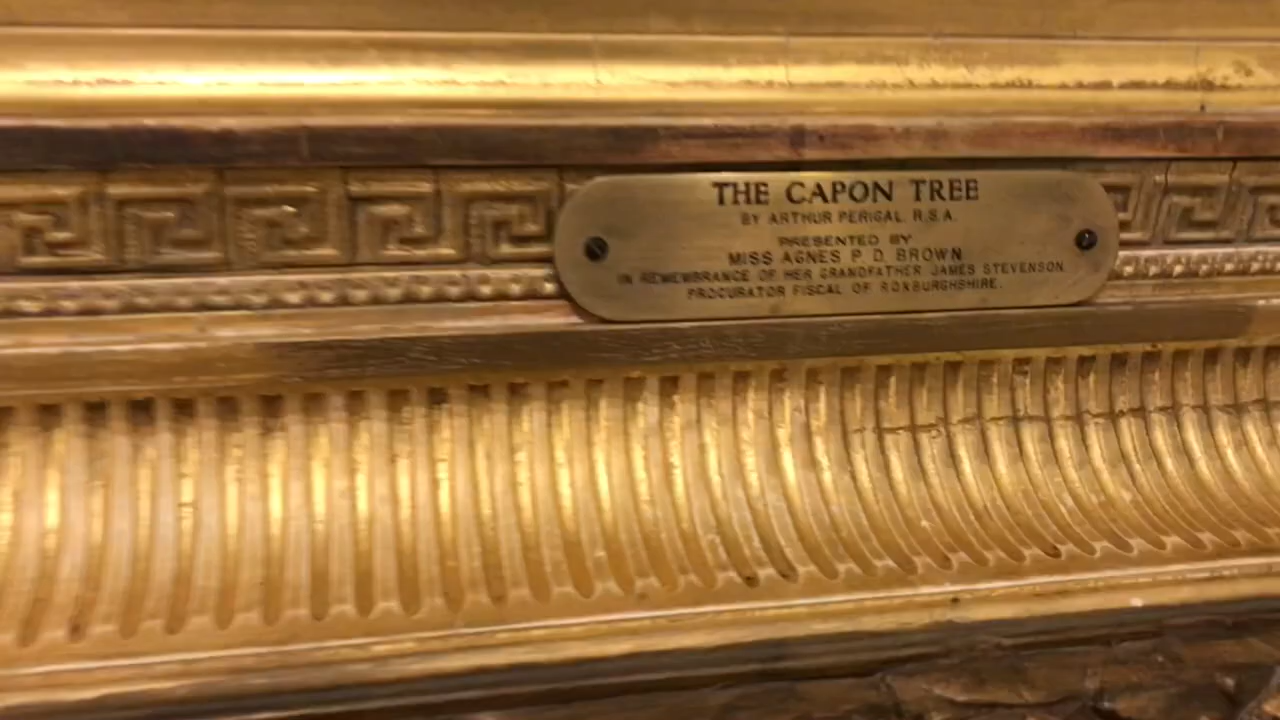 THE CAPON TREE
BY ARTHUR PERIGAL R.S.A.
PRESENTED BY
MISS AGNES P. D. BROWN
IN REMEMBRANCE OF HER GRANDFATHER JAMES STEVENSON
PROCURATOR FISCAL OF ROXBURGHSHIRE.